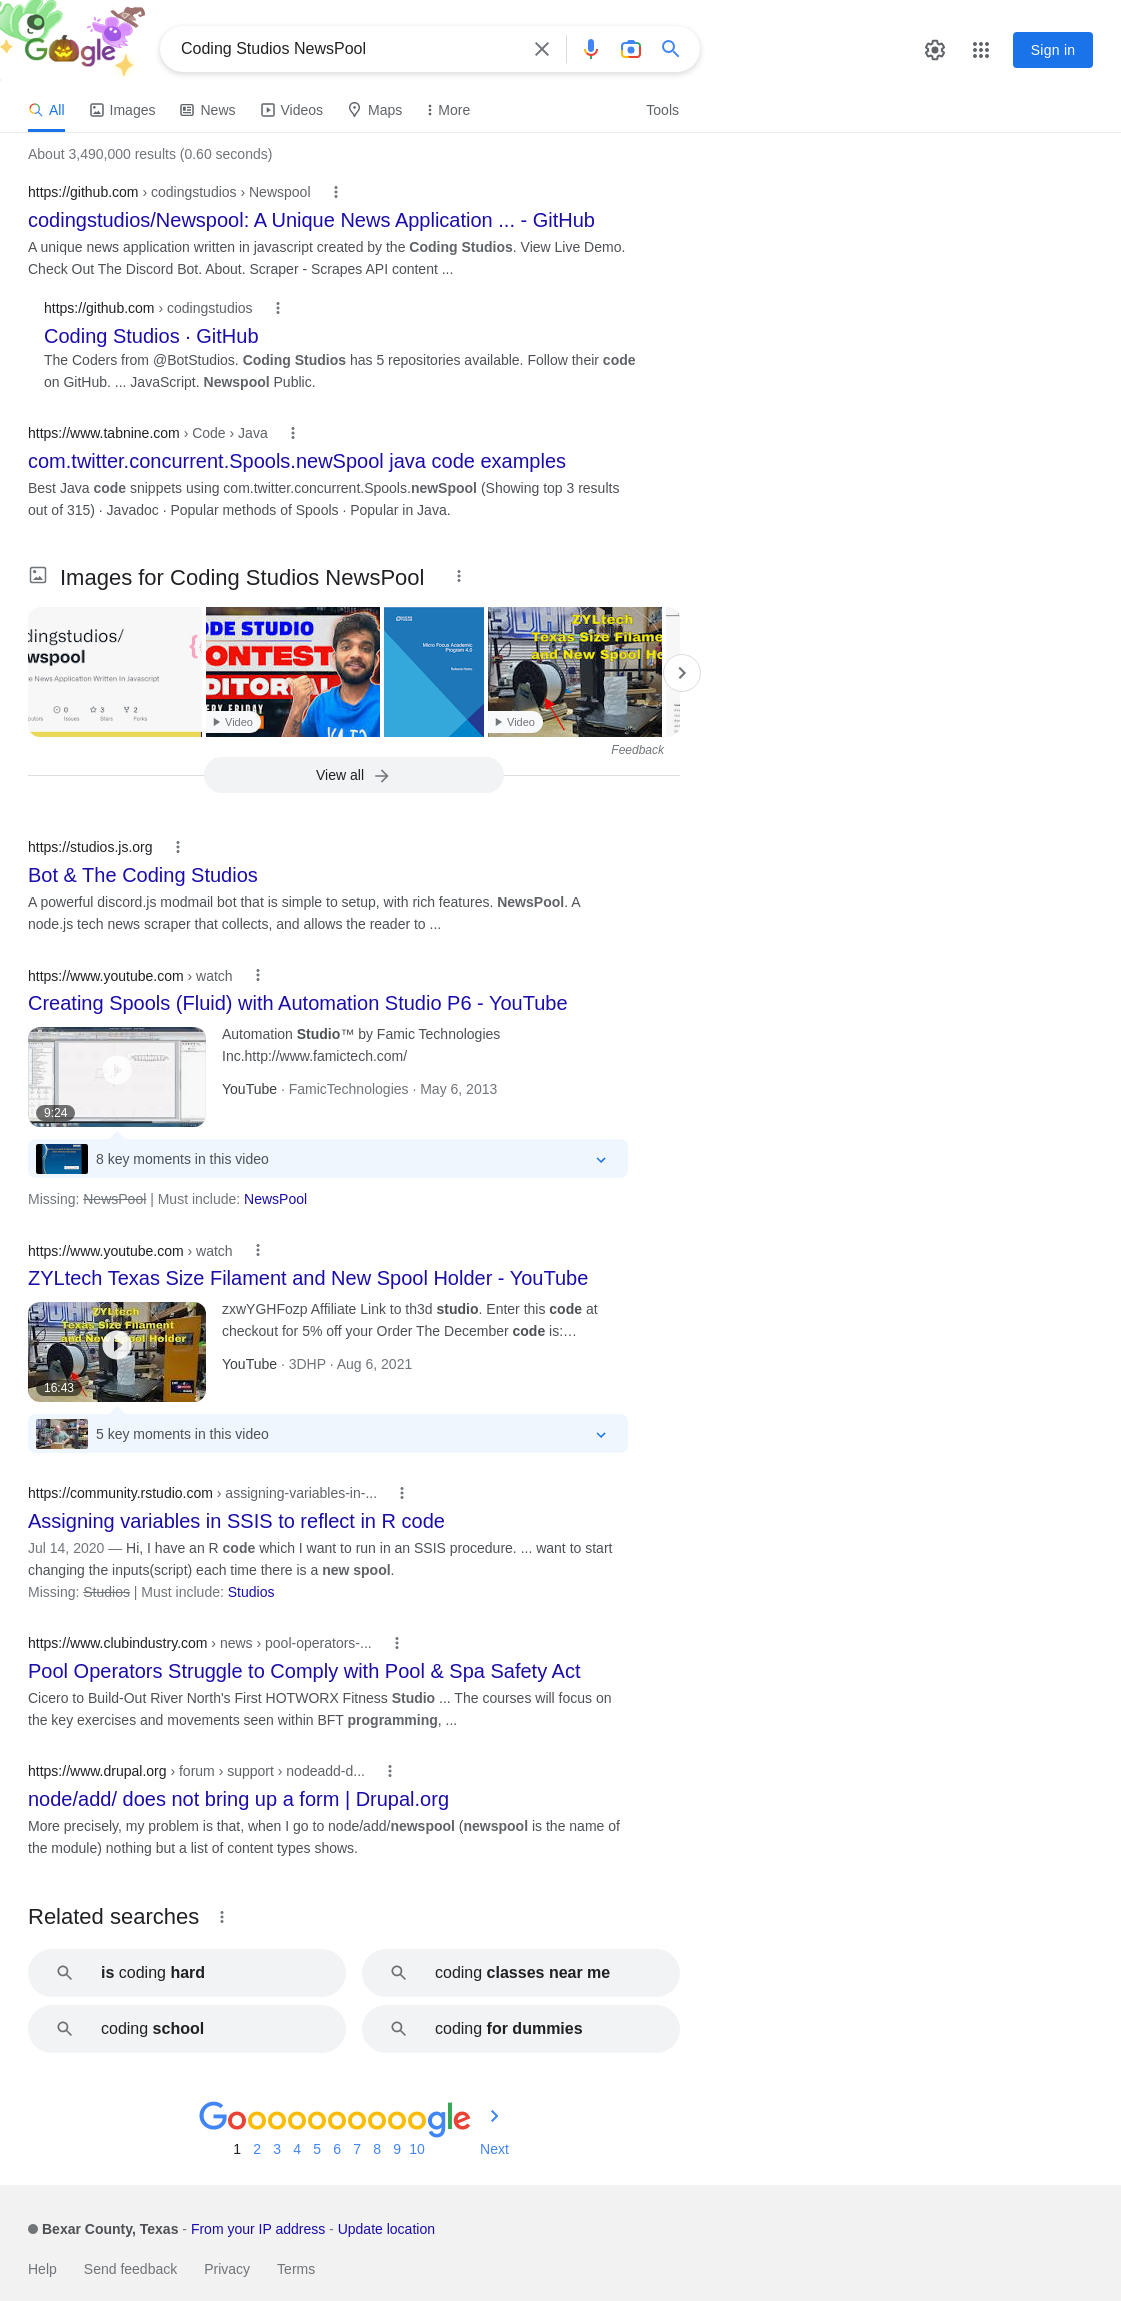 Google
Coding Studios NewsPool
Sign in
All
Images
News
Videos
Maps
More
Tools
About 3,490,000 results (0.60 seconds)
https://github.com › codingstudios › Newspool
codingstudios/Newspool: A Unique News Application ... - GitHub
A unique news application written in javascript created by the Coding Studios. View Live Demo.
Check Out The Discord Bot. About. Scraper - Scrapes API content ...
https://github.com › codingstudios
Coding Studios · GitHub
The Coders from @BotStudios. Coding Studios has 5 repositories available. Follow their code
on GitHub. ... JavaScript. Newspool Public.
https://www.tabnine.com › Code › Java
com.twitter.concurrent.Spools.newSpool java code examples
Best Java code snippets using com.twitter.concurrent.Spools.newSpool (Showing top 3 results
out of 315) · Javadoc · Popular methods of Spools · Popular in Java.
Images for Coding Studios NewsPool
dingstudios/
wspool
e News Application Written In Javascript
0
Issues
3
Stars
2
Forks
ODE STUDIO
ONTEST
DITORIAL
ERY FRIDAY
Video
Micro Focus Academic
Program 4.0
Release Notes
ZYLtech
Texas Size Filame
and New Spool Ho
Video
Feedback
View all
https://studios.js.org
Bot & The Coding Studios
A powerful discord.js modmail bot that is simple to setup, with rich features. NewsPool. A
node.js tech news scraper that collects, and allows the reader to ...
https://www.youtube.com › watch
Creating Spools (Fluid) with Automation Studio P6 - YouTube
9:24
Automation Studio™ by Famic Technologies
Inc.http://www.famictech.com/
YouTube · FamicTechnologies · May 6, 2013
8 key moments in this video
Missing: NewsPool | Must include: NewsPool
https://www.youtube.com › watch
ZYLtech Texas Size Filament and New Spool Holder - YouTube
ZYLtech
Texas Size Filament
and New Spool Holder
16:43
zxwYGHFozp Affiliate Link to th3d studio. Enter this code at
checkout for 5% off your Order The December code is:…
YouTube · 3DHP · Aug 6, 2021
5 key moments in this video
https://community.rstudio.com › assigning-variables-in-...
Assigning variables in SSIS to reflect in R code
Jul 14, 2020 — Hi, I have an R code which I want to run in an SSIS procedure. ... want to start
changing the inputs(script) each time there is a new spool.
Missing: Studios | Must include: Studios
https://www.clubindustry.com › news › pool-operators-...
Pool Operators Struggle to Comply with Pool & Spa Safety Act
Cicero to Build-Out River North's First HOTWORX Fitness Studio ... The courses will focus on
the key exercises and movements seen within BFT programming, ...
https://www.drupal.org › forum › support › nodeadd-d...
node/add/ does not bring up a form | Drupal.org
More precisely, my problem is that, when I go to node/add/newspool (newspool is the name of
the module) nothing but a list of content types shows.
Related searches
is coding hard
coding classes near me
coding school
coding for dummies
Goooooooooogle
1 2 3 4 5 6 7 8 9 10 Next
Bexar County, Texas - From your IP address - Update location
Help Send feedback Privacy Terms